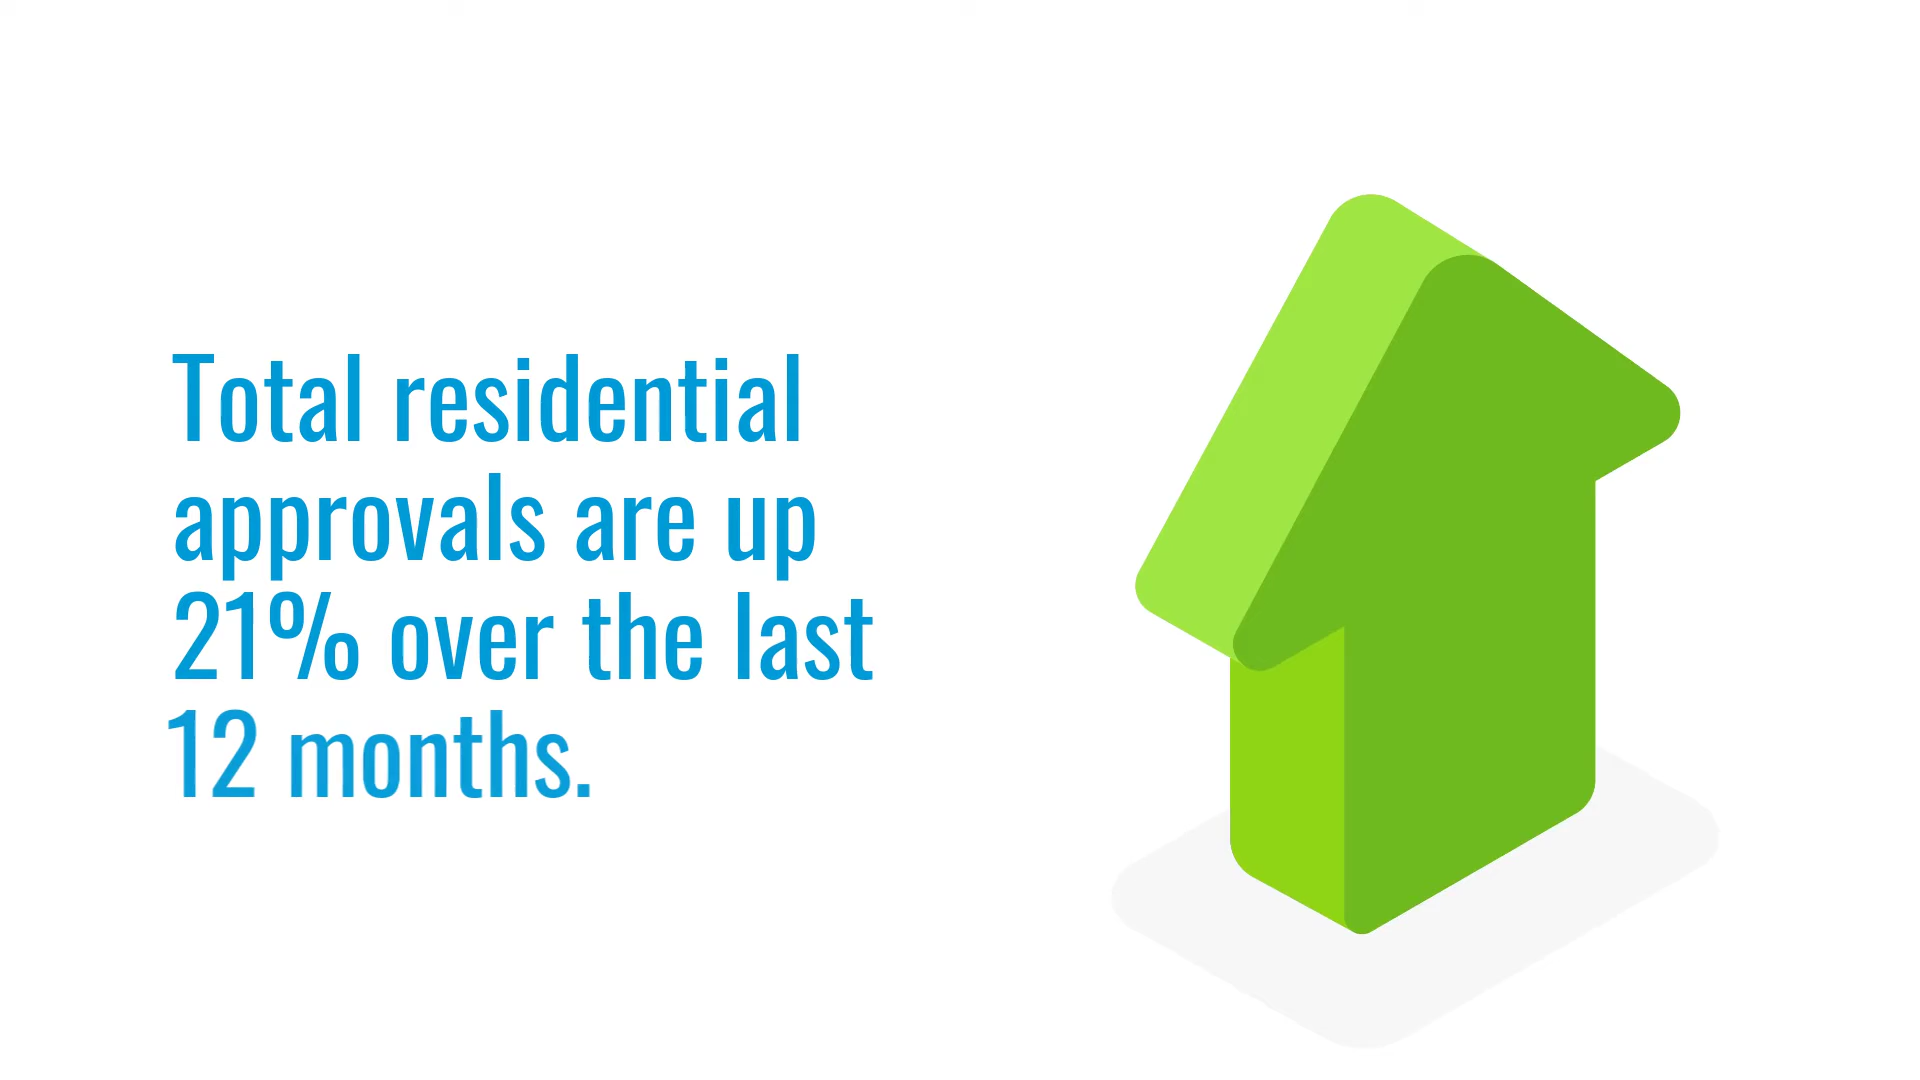 Total residential
approvals are up
21% over the last
12 months.